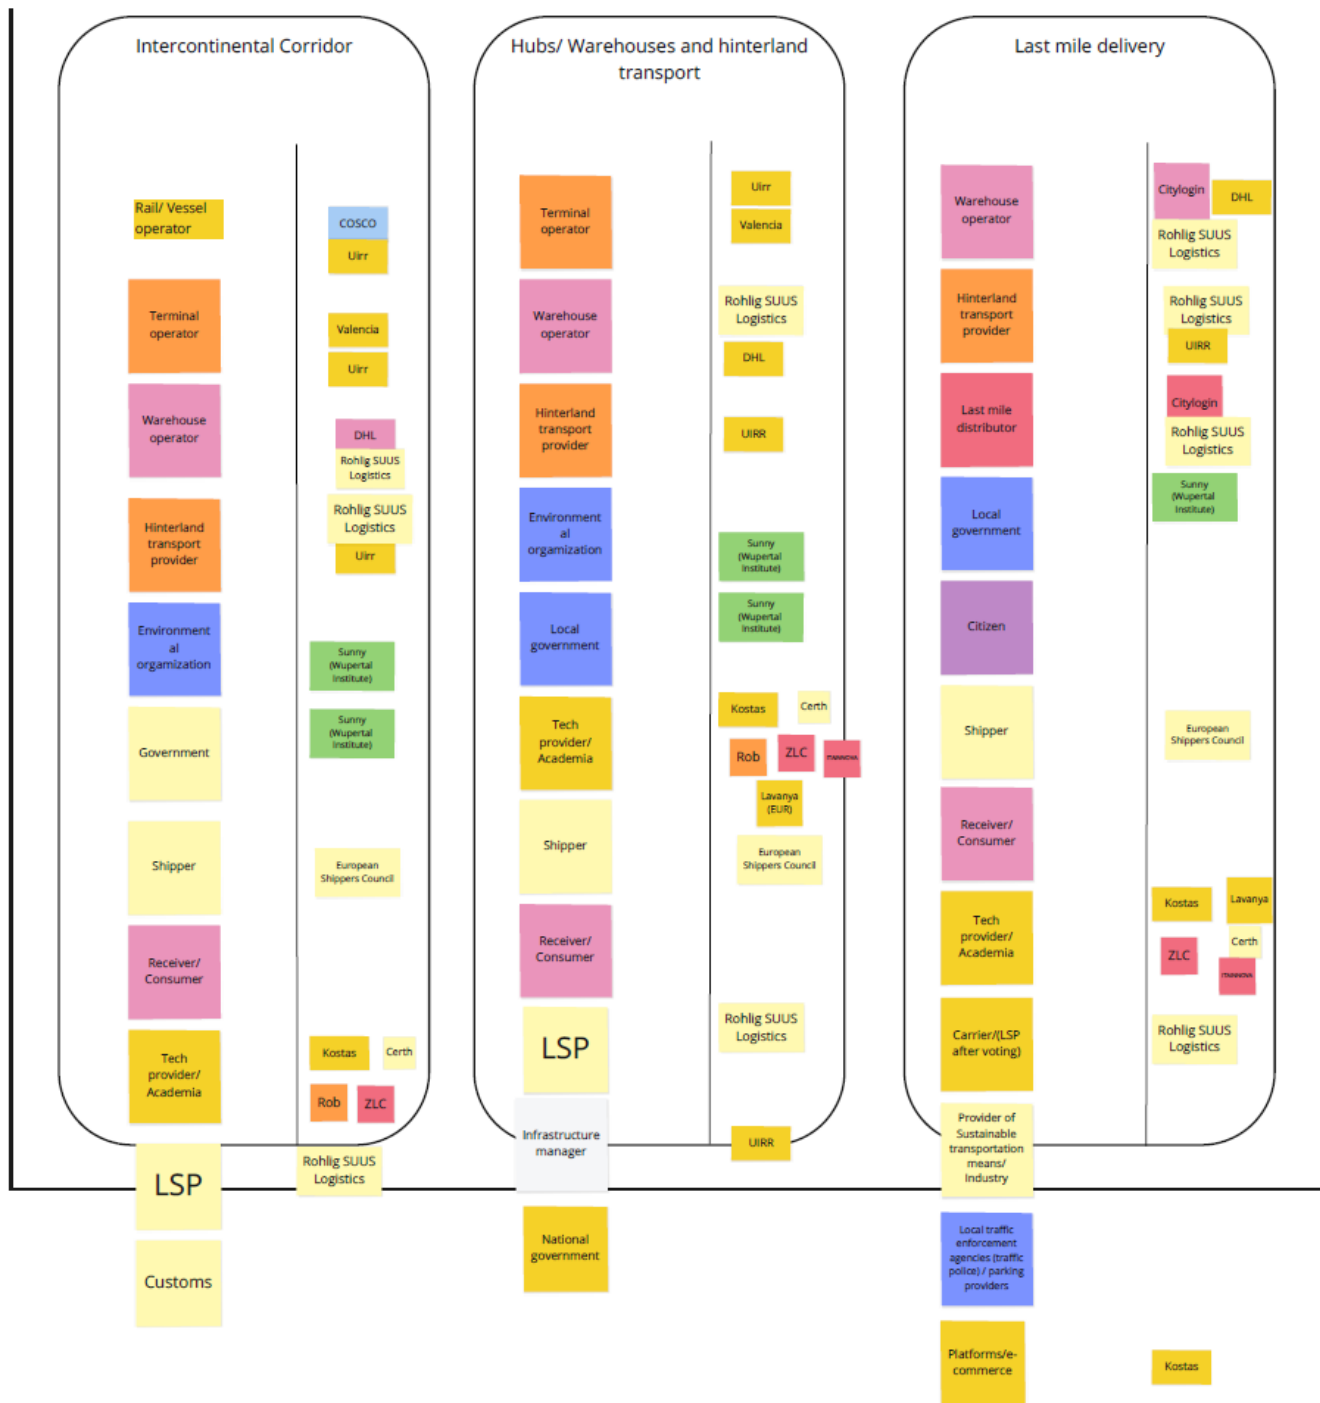 Intercontinental Corridor
Rail/ Vessel
operator
COSCO
Uirr
Terminal
operator
Valencia
Uirr
Warehouse
operator
DHL
Rohlig SUUS
Logistics
Hinterland
transport
provider
Rohlig SUUS
Logistics
Uirr
Environment
al
orgamization
Sunny
(Wupertal
Institute)
Government
Sunny
(Wupertal
Institute)
Shipper
European
Shippers Council
Receiver/
Consumer
Tech
provider/
Academia
Kostas
Certh
Rob
ZLC
LSP
Rohlig SUUS
Logistics
Customs
Hubs/ Warehouses and hinterland
transport
Terminal
operator
Uirr
Valencia
Warehouse
operator
Rohlig SUUS
Logistics
DHL
Hinterland
transport
provider
UIRR
Environment
al
orgamization
Sunny
(Wupertal
Institute)
Local
government
Sunny
(Wupertal
Institute)
Tech
provider/
Academia
Kostas
Certh
Rob
ZLC
ITAINNOVA
Lavanya
(EUR)
Shipper
European
Shippers Council
Receiver/
Consumer
LSP
Rohlig SUUS
Logistics
Infrastructure
manager
UIRR
National
government
Last mile delivery
Warehouse
operator
Citylogin
DHL
Rohlig SUUS
Logistics
Hinterland
transport
provider
Rohlig SUUS
Logistics
UIRR
Last mile
distributor
Citylogin
Rohlig SUUS
Logistics
Local
government
Sunny
(Wupertal
Institute)
Citizen
Shipper
European
Shippers Council
Receiver/
Consumer
Tech
provider/
Academia
Kostas
Lavanya
Certh
ZLC
ITAINNOVA
Carrier/(LSP
after voting)
Rohlig SUUS
Logistics
Provider of
Sustainable
transportation
means/
Industry
Local traffic
enforcement
agencies (traffic
police) / parking
providers
Platforms/e-
commerce
Kostas